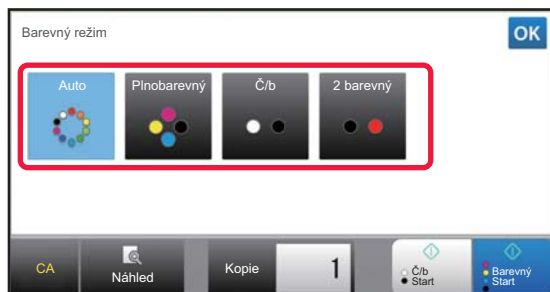 Barevný režim
OK
Auto
Plnobarevný
Č/b
2 barevný
CA
Náhled
Kopie
1
Č/b
Start
Barevný
Start